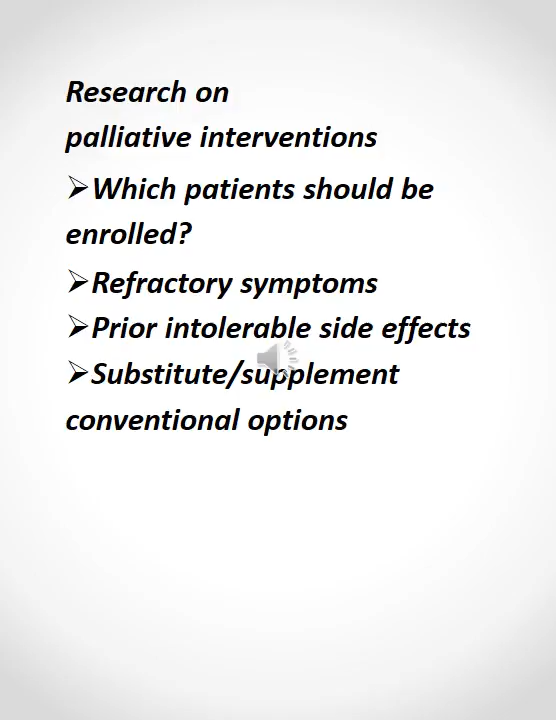 Research on
palliative interventions
➢Which patients should be
enrolled?
➢Refractory symptoms
➢Prior intolerable side effects
➢Substitute/supplement
conventional options